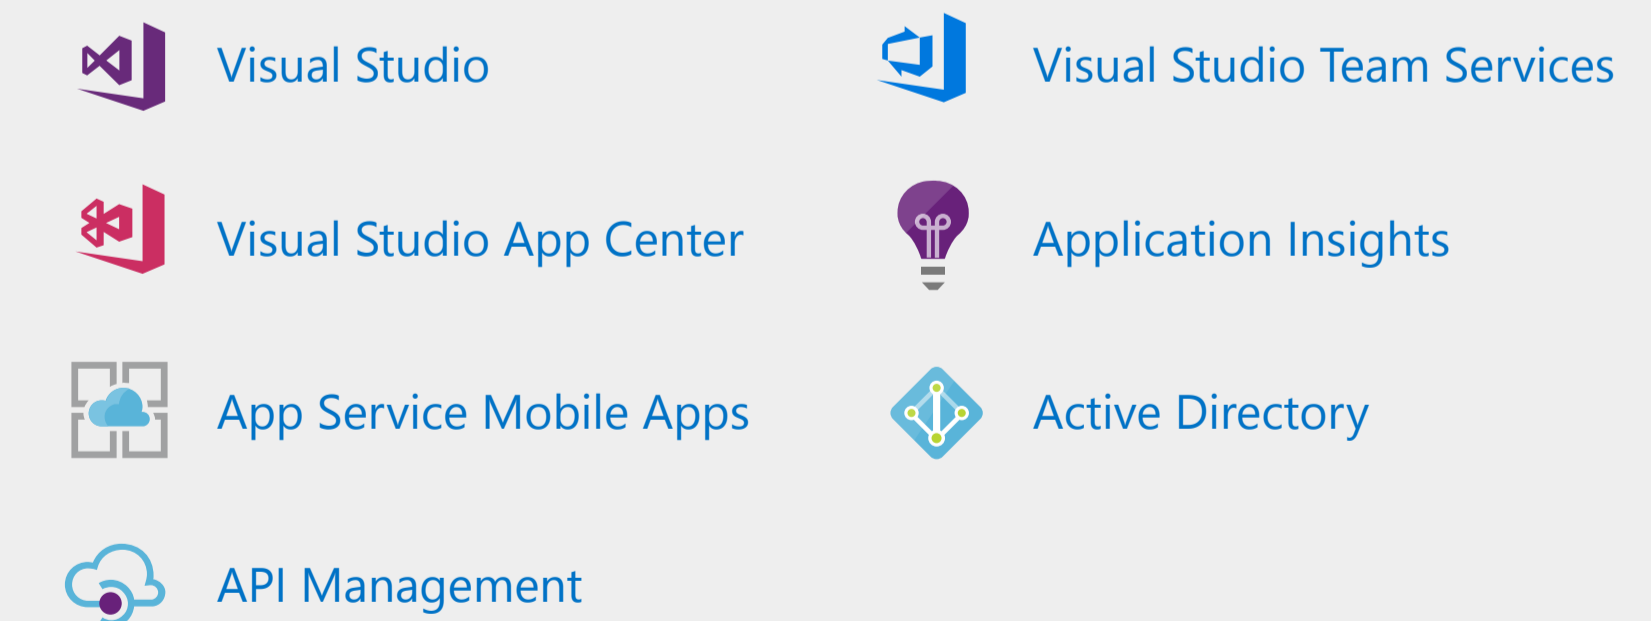 Visual Studio
Visual Studio Team Services
Visual Studio App Center
Application Insights
App Service Mobile Apps
Active Directory
API Management